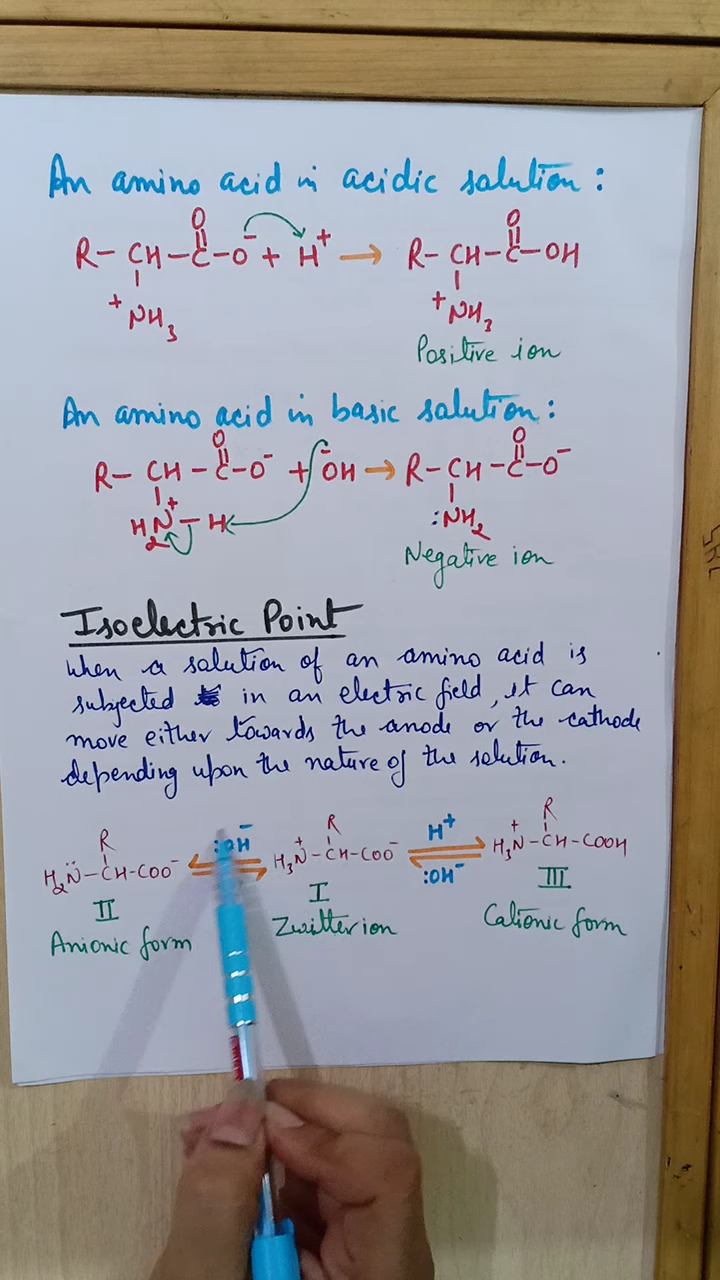 An amino acid in acidic solution:
O
R–CH–C–O⁻ + H⁺ → R–CH–C–OH
⁺NH₃ ⁺NH₃
Positive ion
An amino acid in basic solution:
O
R–CH–C–O⁻ + ⁻OH → R–CH–C–O⁻
H₂N⁺–H :NH₂
Negative ion
Isoelectric Point
When a solution of an amino acid is
subjected in an electric field, it can
move either towards the anode or the cathode
depending upon the nature of the solution.
R :OH⁻ R H⁺ R
H₂N̈–CH–COO⁻ ⇌ H₃N⁺–CH–COO⁻ ⇌ H₃N⁺–CH–COOH
:OH⁻
II I III
Anionic form Zwitter ion Cationic form